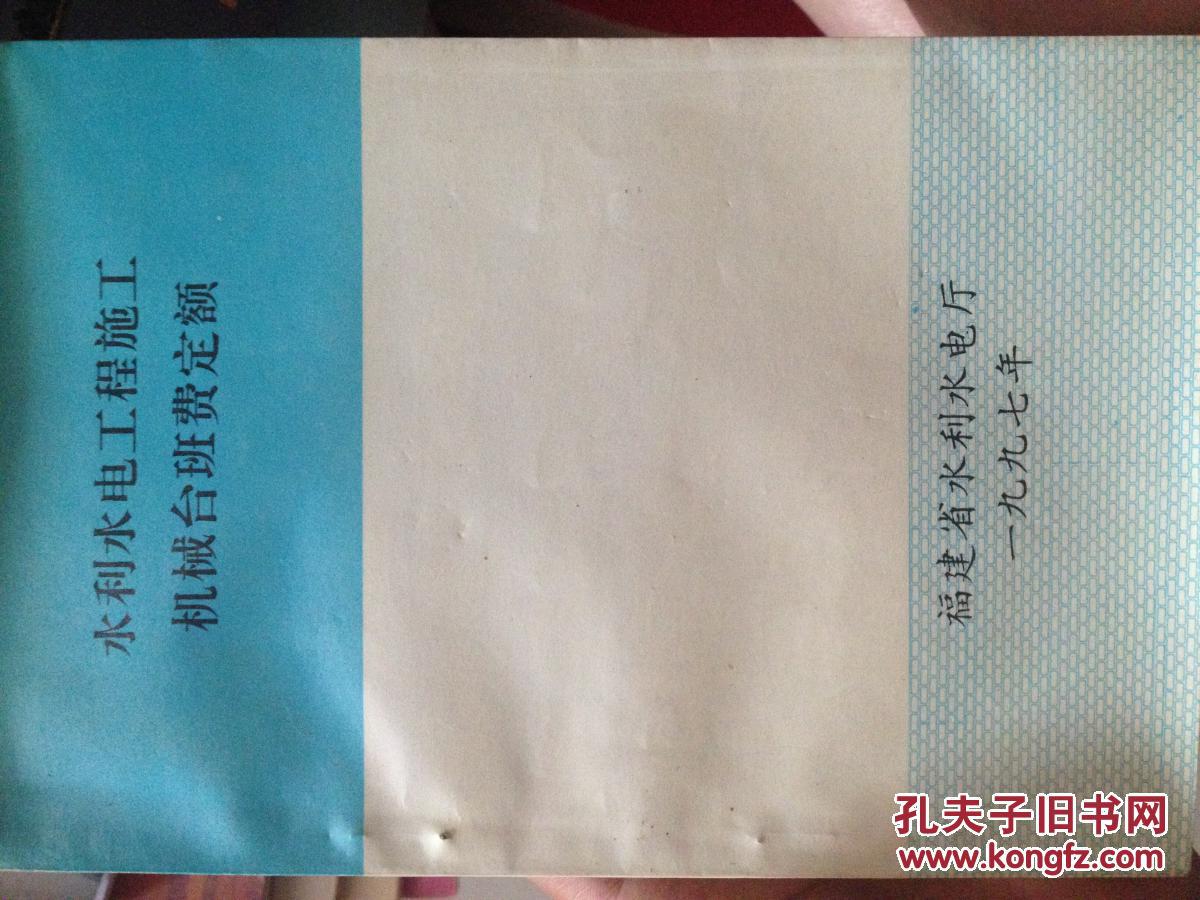 水利水电工程施工
机械台班费定额
福建省水利水电厅
一九九七年
孔夫子旧书网
www.kongfz.com